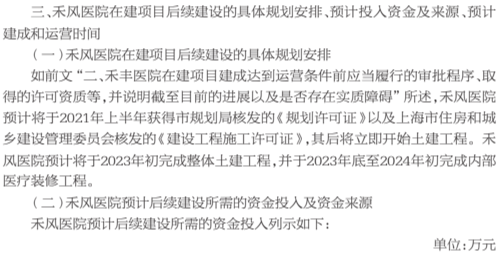 三、禾风医院在建项目后续建设的具体规划安排、预计投入资金及来源、预计
建成和运营时间
（一）禾风医院在建项目后续建设的具体规划安排
如前文“二、禾丰医院在建项目建成达到运营条件前应当履行的审批程序、取
得的许可资质等，并说明截至目前的进展以及是否存在实质障碍”所述，禾风医院
预计将于2021年上半年获得市规划局核发的《规划许可证》以及上海市住房和城
乡建设管理委员会核发的《建设工程施工许可证》，其后将立即开始土建工程。禾
风医院预计将于2023年初完成整体土建工程，并于2023年底至2024年初完成内部
医疗装修工程。
（二）禾风医院预计后续建设所需的资金投入及资金来源
禾风医院预计后续建设所需的资金投入列示如下：
单位：万元